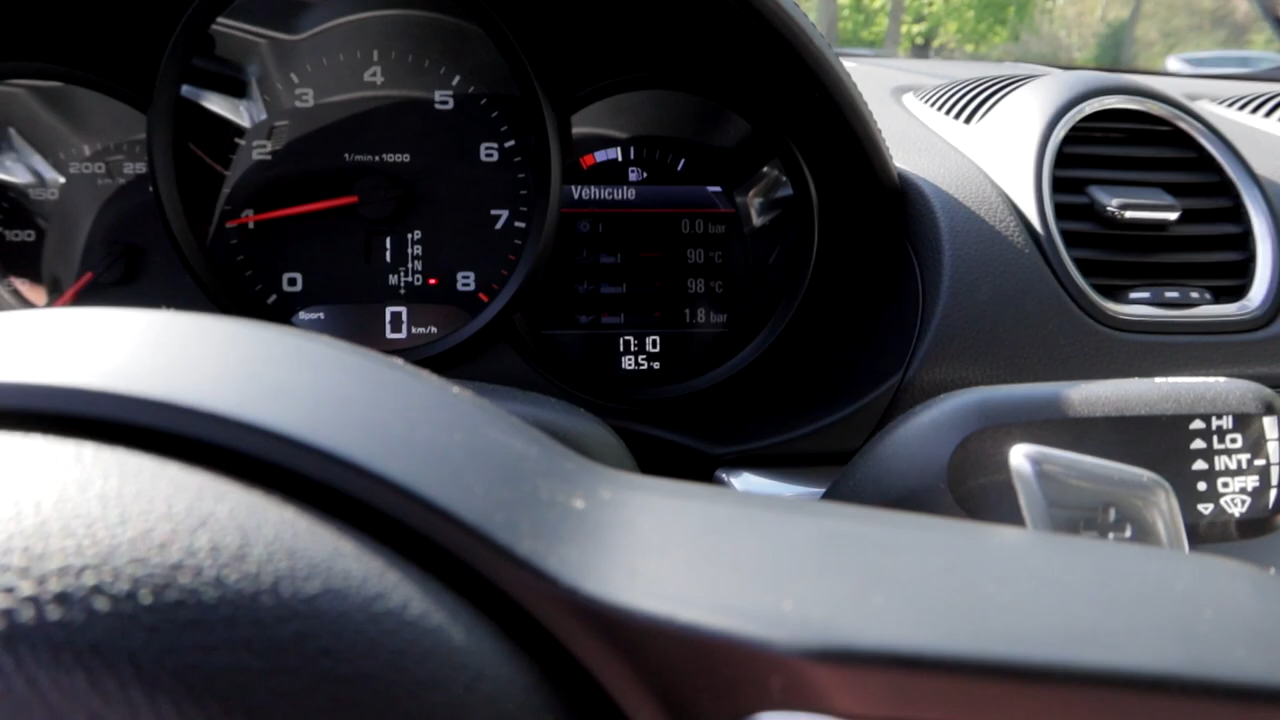 200 25
km/h
150
100
4
3
5
2
6
1/min x 1000
1
7
0
8
1
P
R
N
M D
+
Sport
0 km/h
Véhicule
0.0 bar
90 °C
98 °C
1.8 bar
17:10
18.5°C
HI
LO
INT
OFF
+